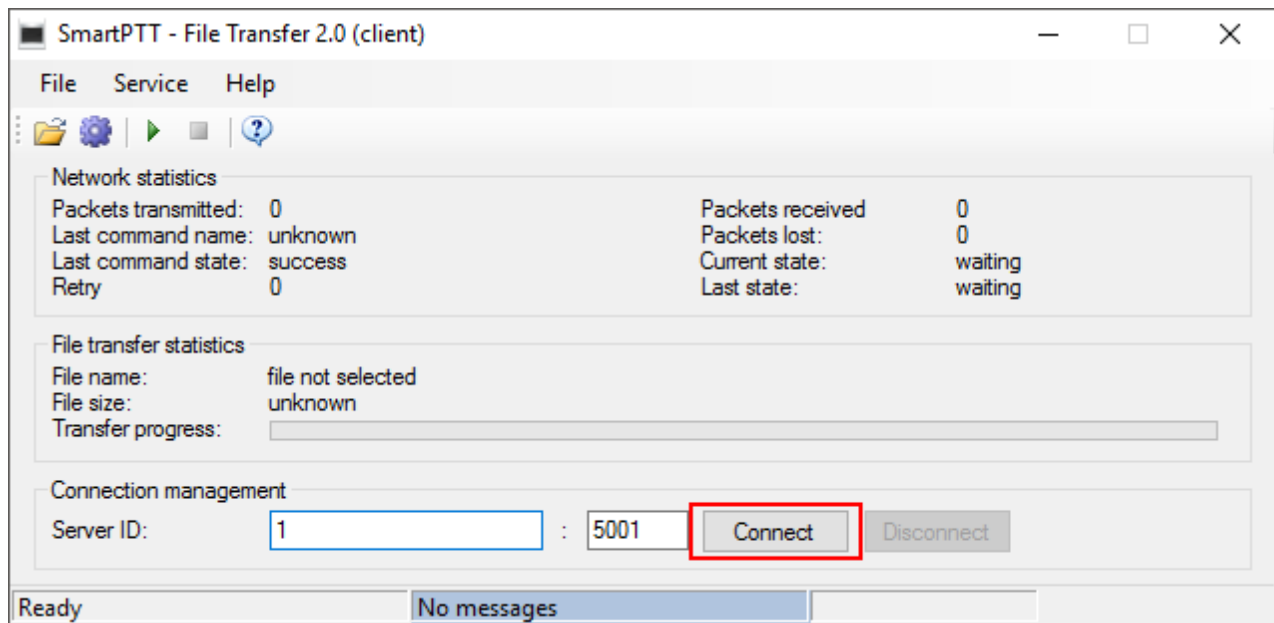 SmartPTT - File Transfer 2.0 (client)
File Service Help
Network statistics
Packets transmitted: 0 Packets received 0
Last command name: unknown Packets lost: 0
Last command state: success Current state: waiting
Retry 0 Last state: waiting
File transfer statistics
File name: file not selected
File size: unknown
Transfer progress:
Connection management
Server ID: 1 : 5001 Connect Disconnect
Ready No messages